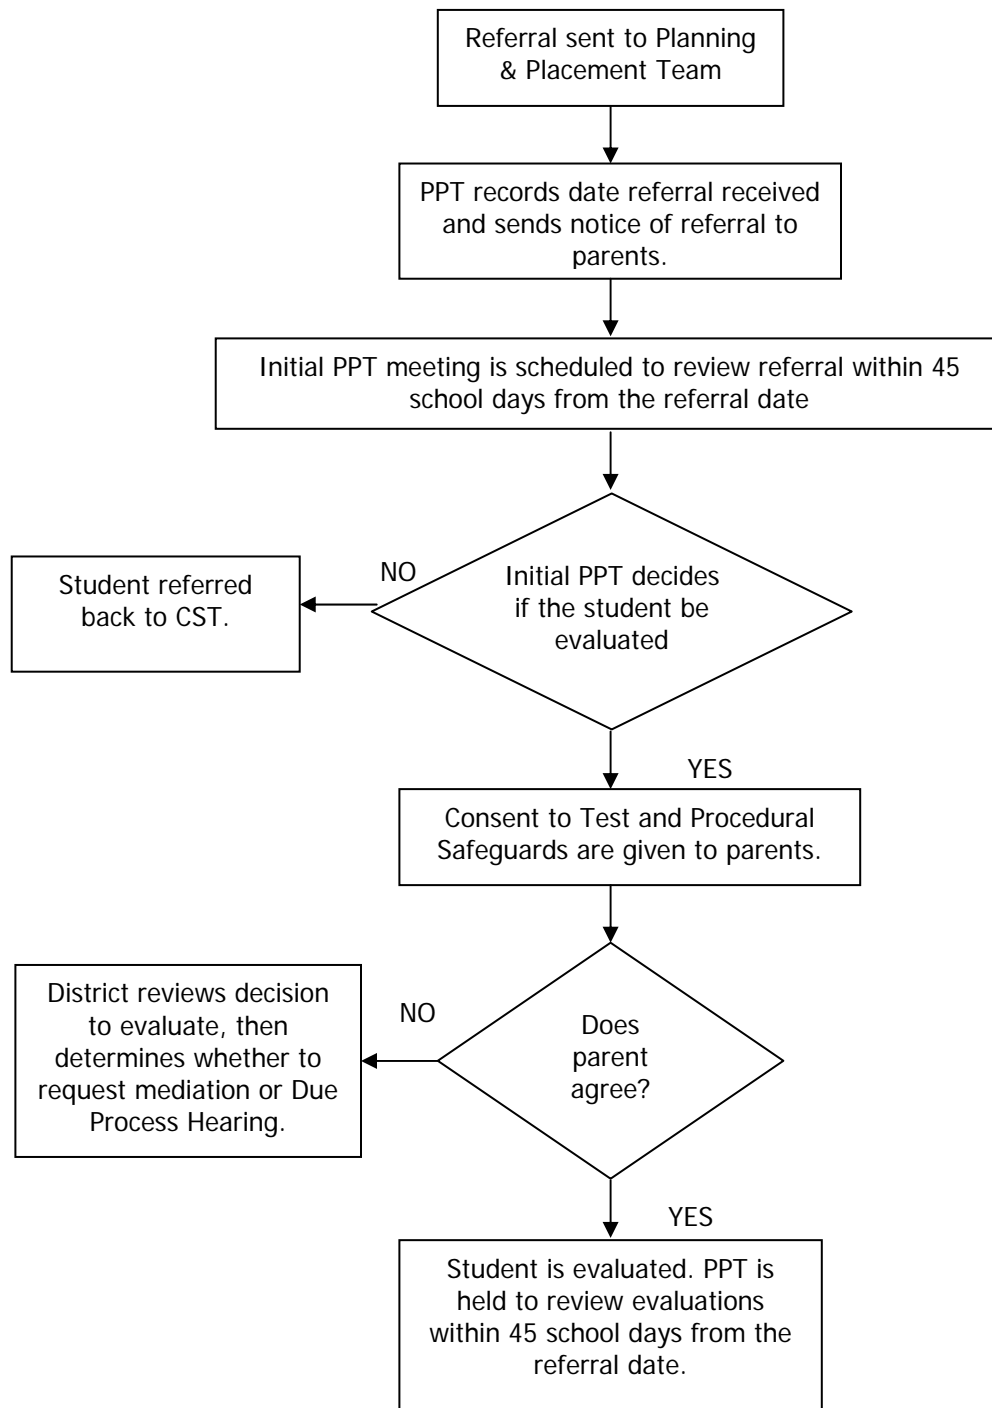 Referral sent to Planning
& Placement Team
PPT records date referral received
and sends notice of referral to
parents.
Initial PPT meeting is scheduled to review referral within 45
school days from the referral date
NO
Initial PPT decides
if the student be
evaluated
Student referred
back to CST.
YES
Consent to Test and Procedural
Safeguards are given to parents.
District reviews decision
to evaluate, then
determines whether to
request mediation or Due
Process Hearing.
NO
Does
parent
agree?
YES
Student is evaluated. PPT is
held to review evaluations
within 45 school days from the
referral date.